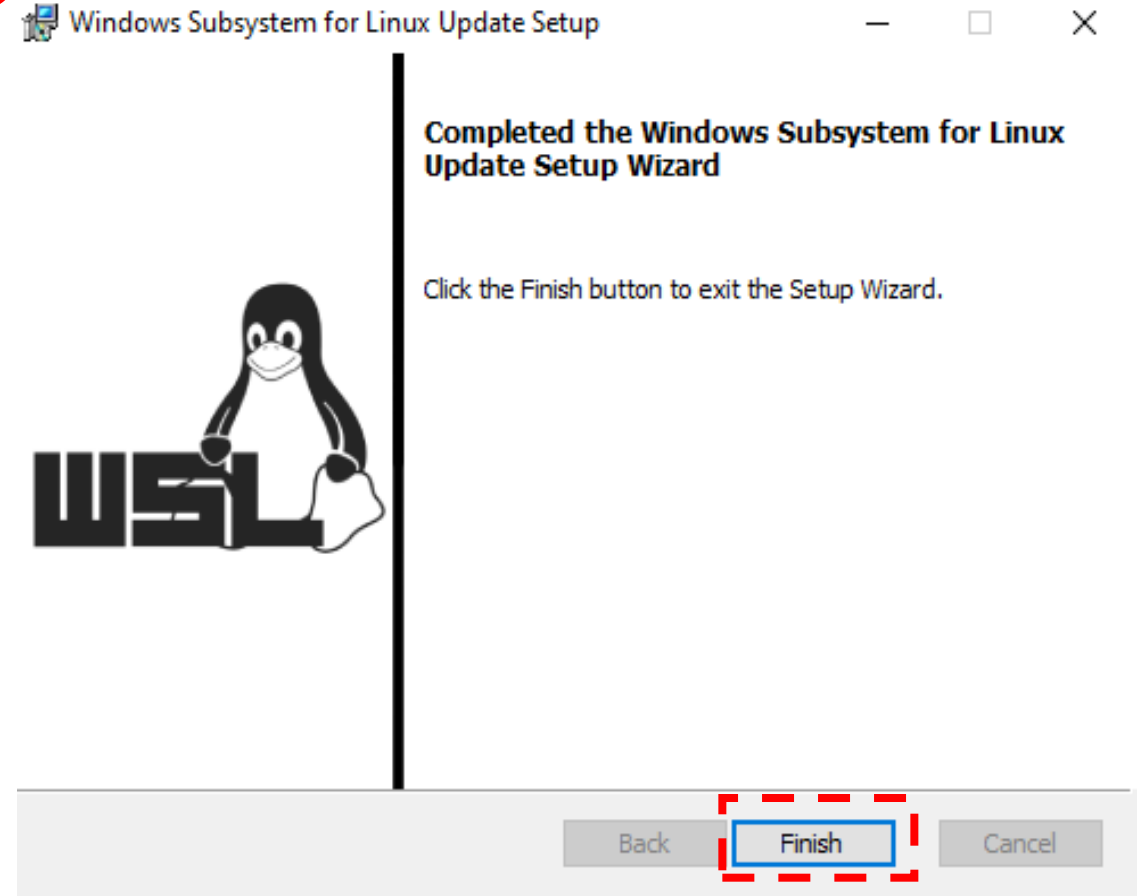 Windows Subsystem for Linux Update Setup
Completed the Windows Subsystem for Linux
Update Setup Wizard
Click the Finish button to exit the Setup Wizard.
WSL
Back
Finish
Cancel